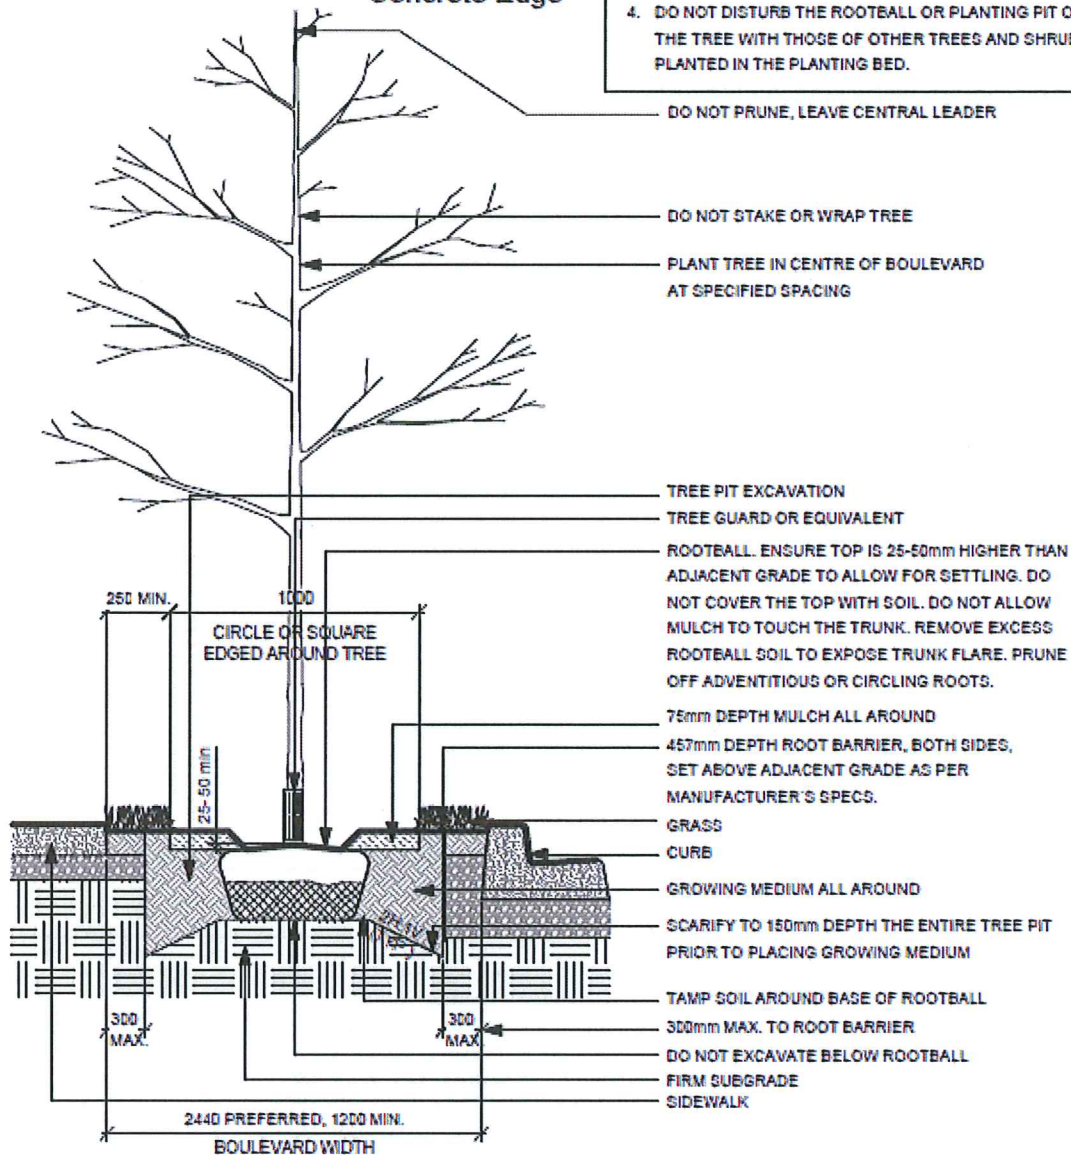 Concrete Edge
4. DO NOT DISTURB THE ROOTBALL OR PLANTING PIT
THE TREE WITH THOSE OF OTHER TREES AND
PLANTED IN THE PLANTING BED.
DO NOT PRUNE, LEAVE CENTRAL LEADER
DO NOT STAKE OR WRAP TREE
PLANT TREE IN CENTRE OF BOULEVARD
AT SPECIFIED SPACING
TREE PIT EXCAVATION
TREE GUARD OR EQUIVALENT
ROOTBALL. ENSURE TOP IS 25-50mm HIGHER THAN
ADJACENT GRADE TO ALLOW FOR SETTLING. DO
NOT COVER THE TOP WITH SOIL. DO NOT ALLOW
MULCH TO TOUCH THE TRUNK. REMOVE EXCESS
ROOTBALL SOIL TO EXPOSE TRUNK FLARE. PRUNE
OFF ADVENTITIOUS OR CIRCLING ROOTS.
250 MIN.
1000
CIRCLE OR SQUARE
EDGED AROUND TREE
25-50 min
75mm DEPTH MULCH ALL AROUND
457mm DEPTH ROOT BARRIER, BOTH SIDES,
SET ABOVE ADJACENT GRADE AS PER
MANUFACTURER'S SPECS.
GRASS
CURB
GROWING MEDIUM ALL AROUND
SCARIFY TO 150mm DEPTH THE ENTIRE TREE PIT
PRIOR TO PLACING GROWING MEDIUM
TAMP SOIL AROUND BASE OF ROOTBALL
300
MAX.
300
MAX.
300mm MAX. TO ROOT BARRIER
DO NOT EXCAVATE BELOW ROOTBALL
FIRM SUBGRADE
SIDEWALK
2440 PREFERRED, 1200 MIN.
BOULEVARD WIDTH